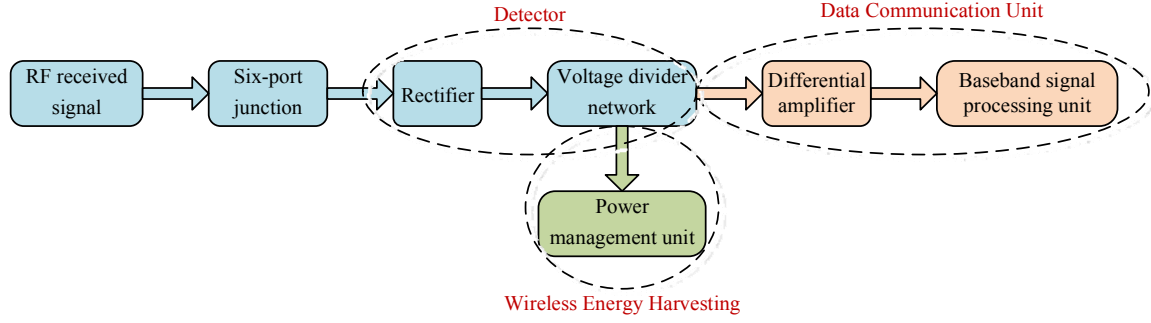 Detector
Data Communication Unit
RF received
signal
Six-port
junction
Rectifier
Voltage divider
network
Differential
amplifier
Baseband signal
processing unit
Power
management unit
Wireless Energy Harvesting